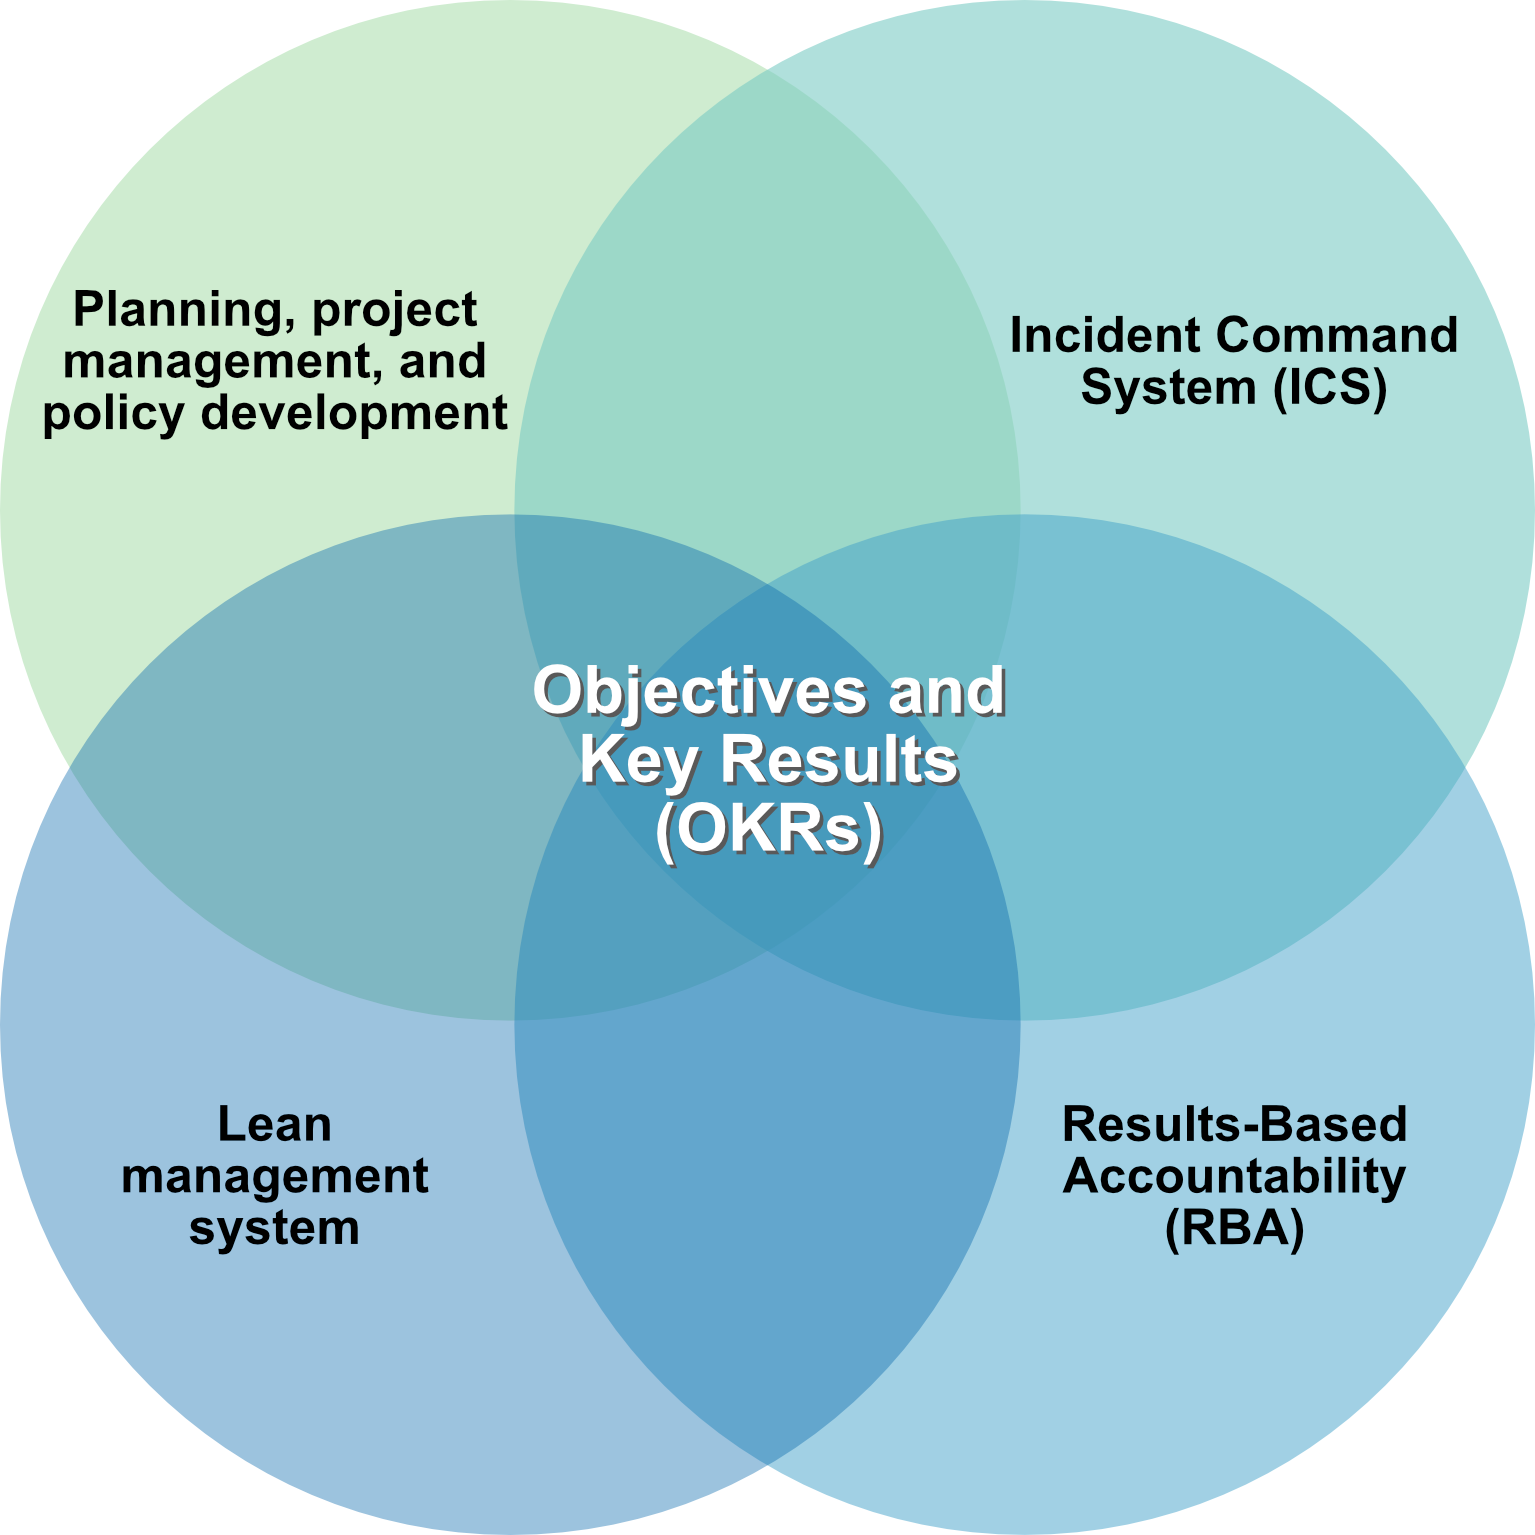 Planning, project
management, and
policy development
Incident Command
System (ICS)
Objectives and
Key Results
(OKRs)
Lean
management
system
Results-Based
Accountability
(RBA)